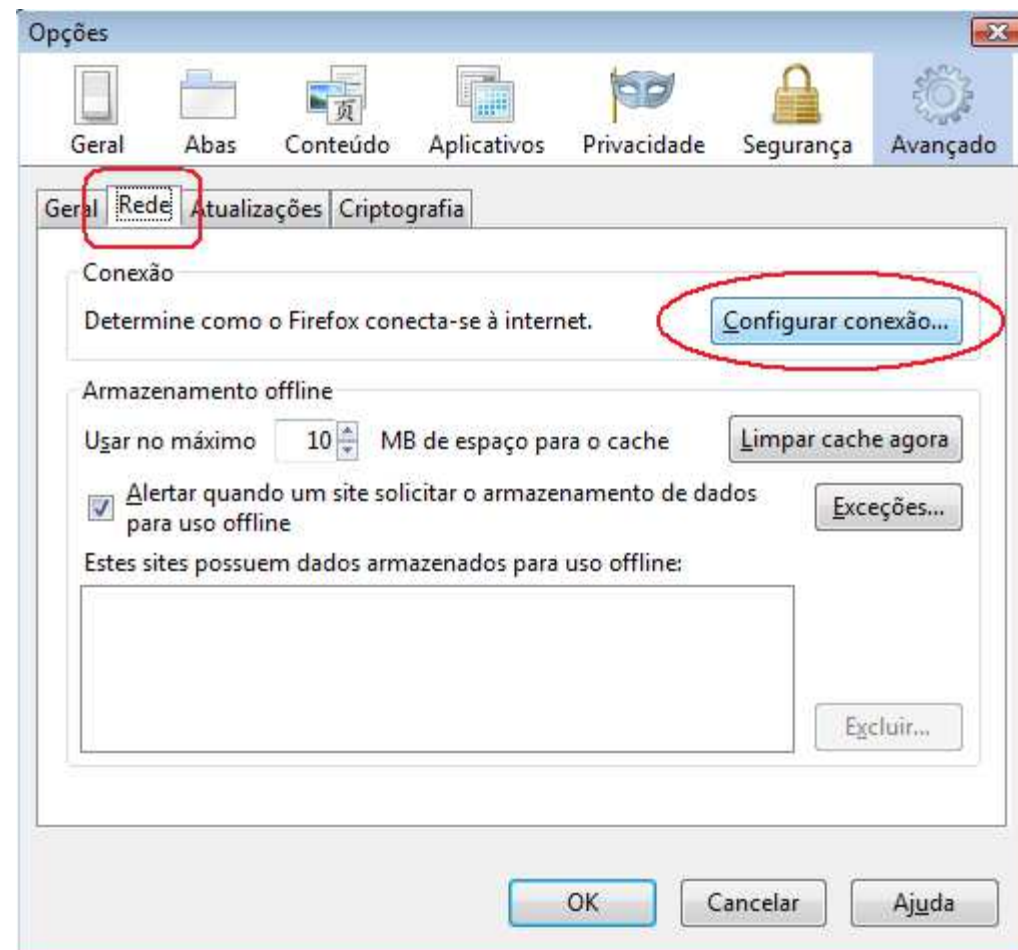 Opções
Geral Abas Conteúdo Aplicativos Privacidade Segurança Avançado
Geral Rede Atualizações Criptografia
Conexão
Determine como o Firefox conecta-se à internet. Configurar conexão...
Armazenamento offline
Usar no máximo 10 MB de espaço para o cache Limpar cache agora
Alertar quando um site solicitar o armazenamento de dados
para uso offline
Exceções...
Estes sites possuem dados armazenados para uso offline:
Excluir...
OK Cancelar Ajuda